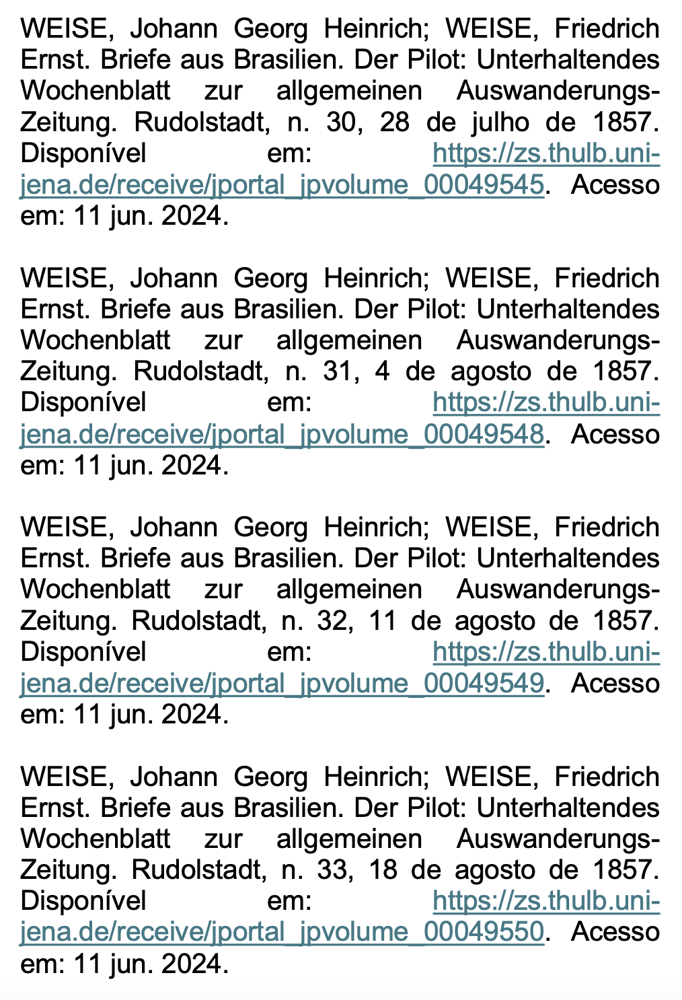 WEISE, Johann Georg Heinrich; WEISE, Friedrich
Ernst. Briefe aus Brasilien. Der Pilot: Unterhaltendes
Wochenblatt zur allgemeinen Auswanderungs-
Zeitung. Rudolstadt, n. 30, 28 de julho de 1857.
Disponível em: https://zs.thulb.uni-
jena.de/receive/jportal_jpvolume_00049545. Acesso
em: 11 jun. 2024.

WEISE, Johann Georg Heinrich; WEISE, Friedrich
Ernst. Briefe aus Brasilien. Der Pilot: Unterhaltendes
Wochenblatt zur allgemeinen Auswanderungs-
Zeitung. Rudolstadt, n. 31, 4 de agosto de 1857.
Disponível em: https://zs.thulb.uni-
jena.de/receive/jportal_jpvolume_00049548. Acesso
em: 11 jun. 2024.

WEISE, Johann Georg Heinrich; WEISE, Friedrich
Ernst. Briefe aus Brasilien. Der Pilot: Unterhaltendes
Wochenblatt zur allgemeinen Auswanderungs-
Zeitung. Rudolstadt, n. 32, 11 de agosto de 1857.
Disponível em: https://zs.thulb.uni-
jena.de/receive/jportal_jpvolume_00049549. Acesso
em: 11 jun. 2024.

WEISE, Johann Georg Heinrich; WEISE, Friedrich
Ernst. Briefe aus Brasilien. Der Pilot: Unterhaltendes
Wochenblatt zur allgemeinen Auswanderungs-
Zeitung. Rudolstadt, n. 33, 18 de agosto de 1857.
Disponível em: https://zs.thulb.uni-
jena.de/receive/jportal_jpvolume_00049550. Acesso
em: 11 jun. 2024.